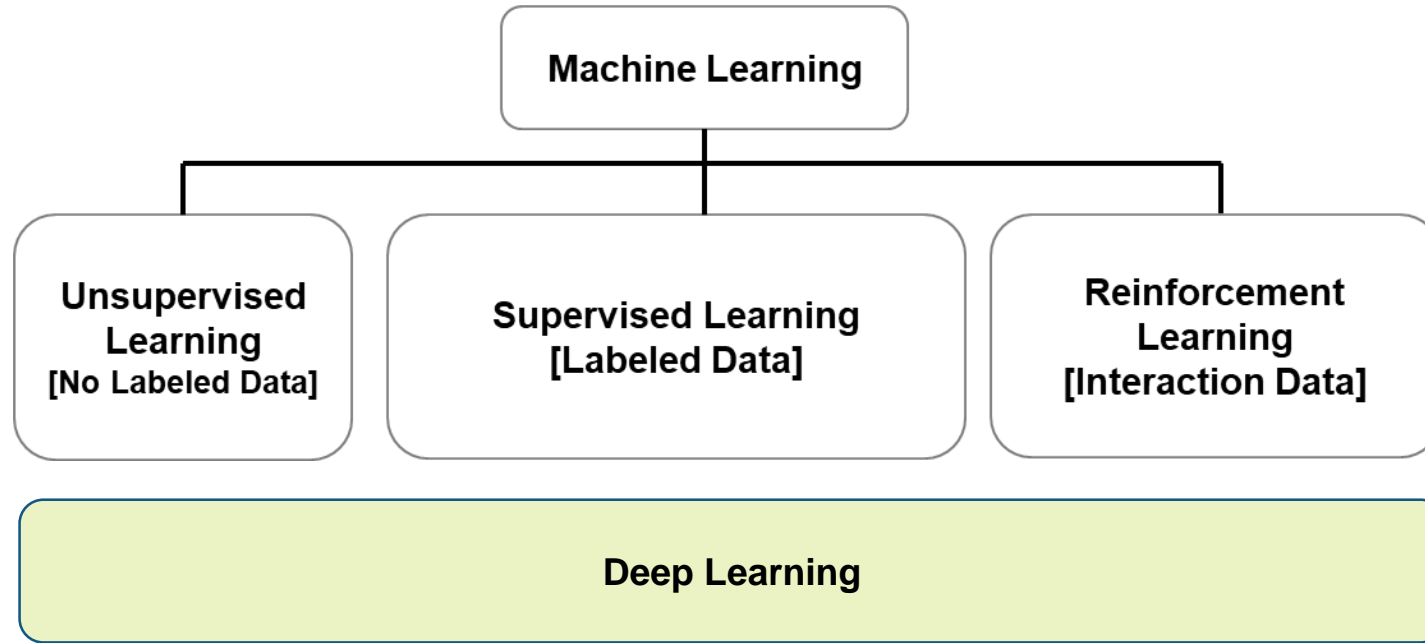 Machine Learning
Unsupervised
Learning
[No Labeled Data]
Supervised Learning
[Labeled Data]
Reinforcement
Learning
[Interaction Data]
Deep Learning